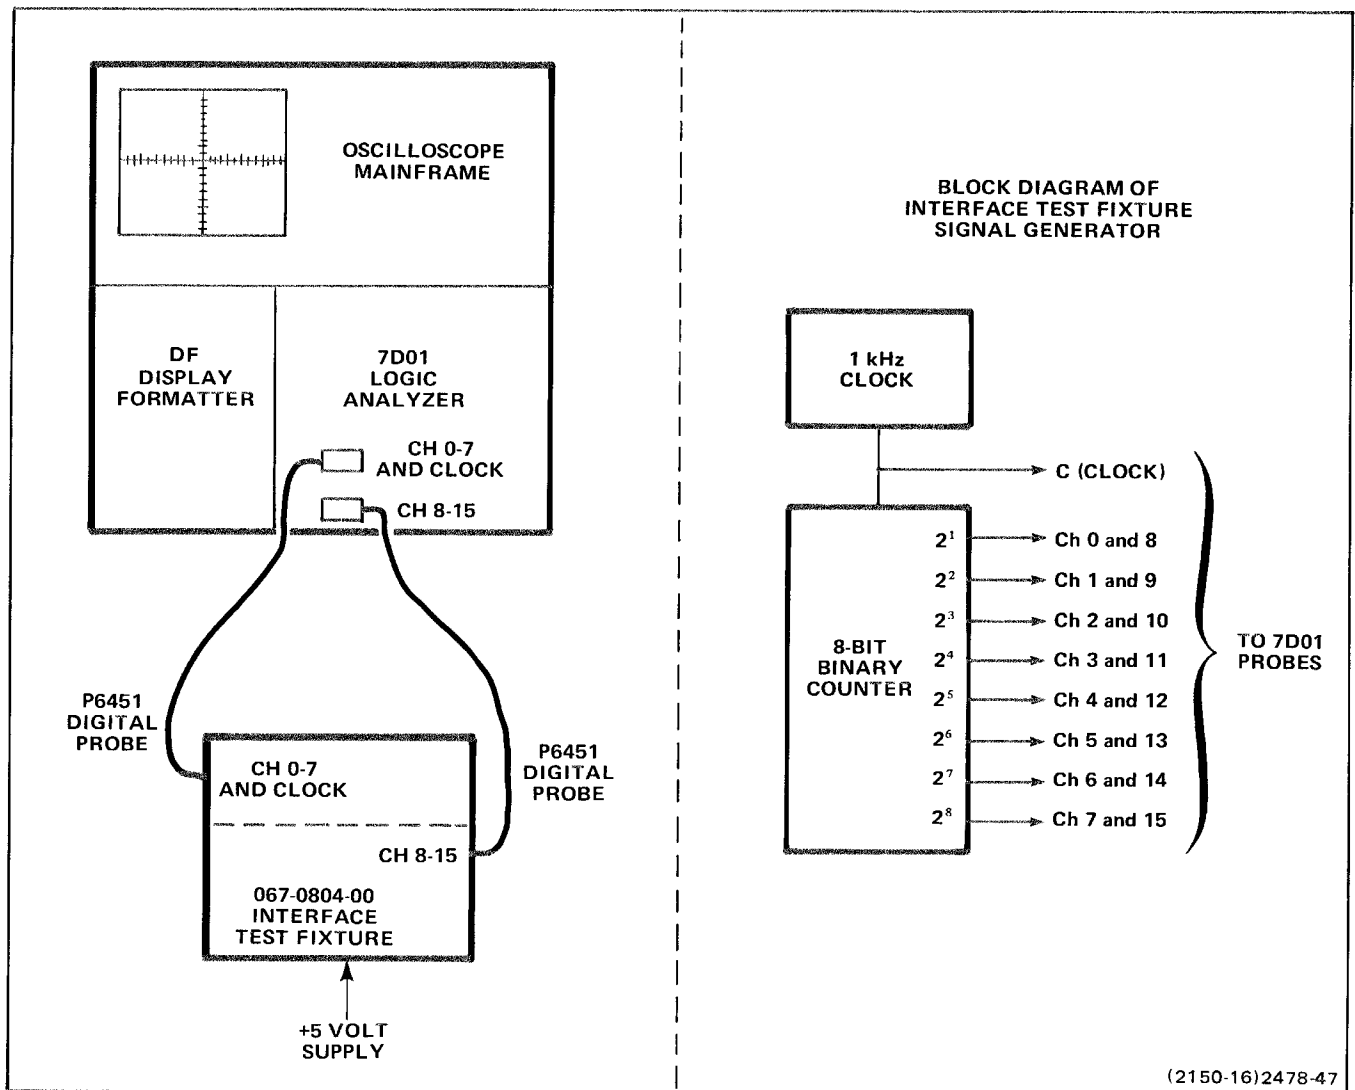 OSCILLOSCOPE
MAINFRAME
DF
DISPLAY
FORMATTER
7D01
LOGIC
ANALYZER
CH 0-7
AND CLOCK
CH 8-15
P6451
DIGITAL
PROBE
P6451
DIGITAL
PROBE
CH 0-7
AND CLOCK
CH 8-15
067-0804-00
INTERFACE
TEST FIXTURE
+5 VOLT
SUPPLY
BLOCK DIAGRAM OF
INTERFACE TEST FIXTURE
SIGNAL GENERATOR
1 kHz
CLOCK
C (CLOCK)
8-BIT
BINARY
COUNTER
2¹ Ch 0 and 8
2² Ch 1 and 9
2³ Ch 2 and 10
2⁴ Ch 3 and 11
2⁵ Ch 4 and 12
2⁶ Ch 5 and 13
2⁷ Ch 6 and 14
2⁸ Ch 7 and 15
TO 7D01
PROBES
(2150-16)2478-47